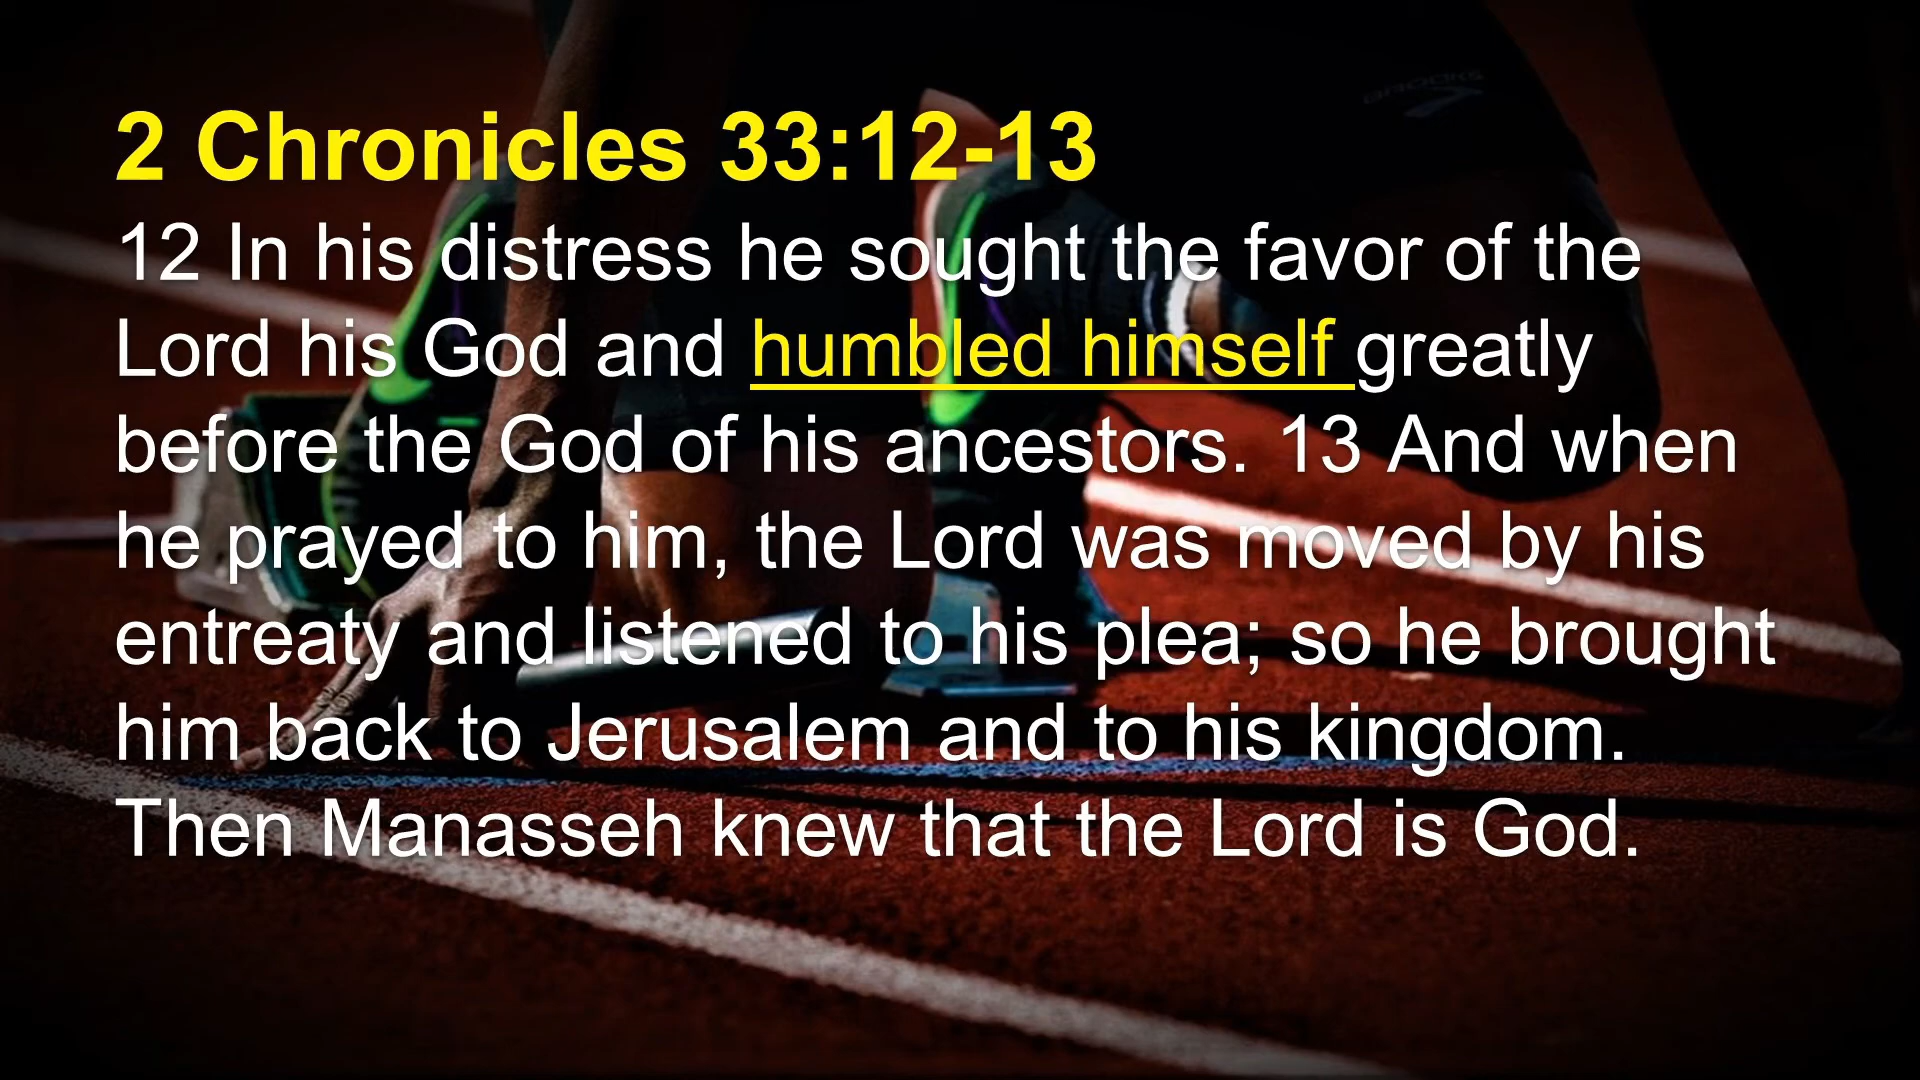 BROOKS
2 Chronicles 33:12-13
12 In his distress he sought the favor of the
Lord his God and humbled himself greatly
before the God of his ancestors. 13 And when
he prayed to him, the Lord was moved by his
entreaty and listened to his plea; so he brought
him back to Jerusalem and to his kingdom.
Then Manasseh knew that the Lord is God.